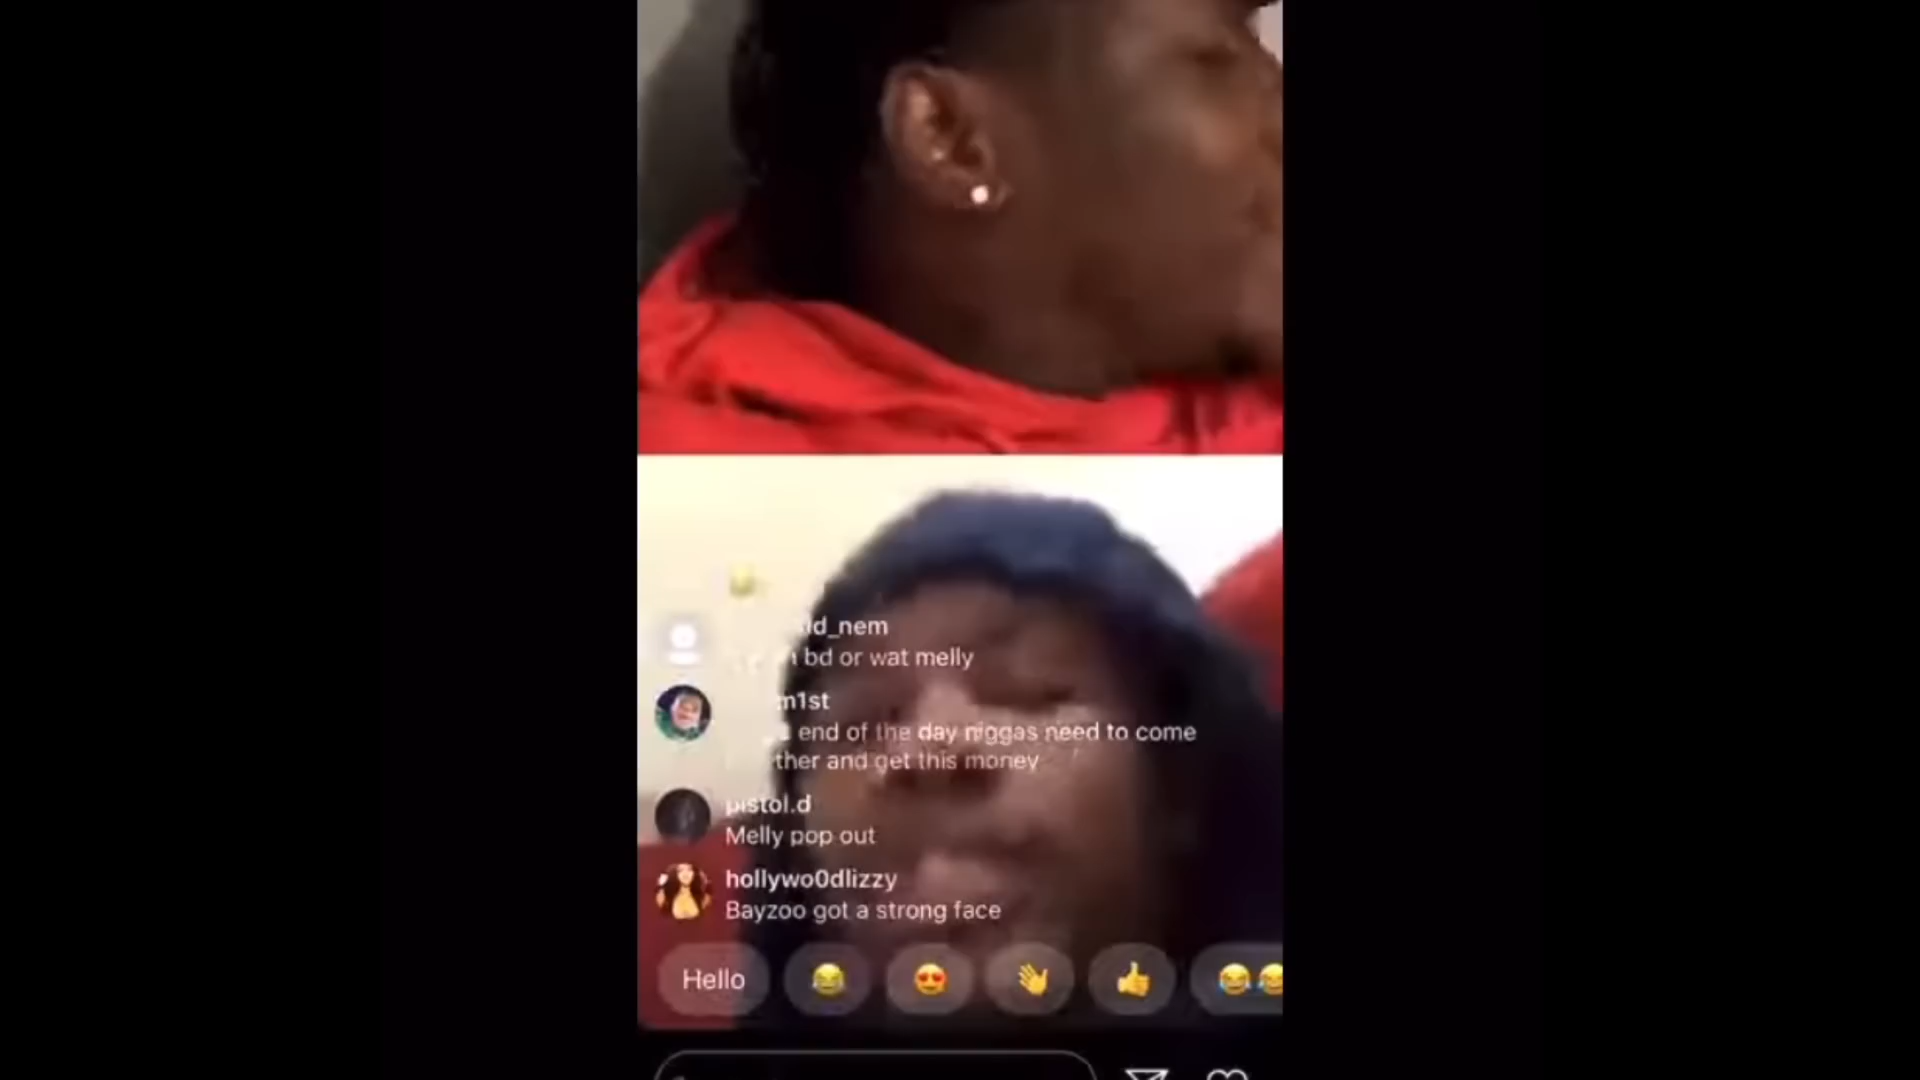 ld_nem
bd or wat melly
m1st
end of the day niggas need to come
ther and get this money
pistol.d
Melly pop out
hollywo0dlizzy
Bayzoo got a strong face
Hello